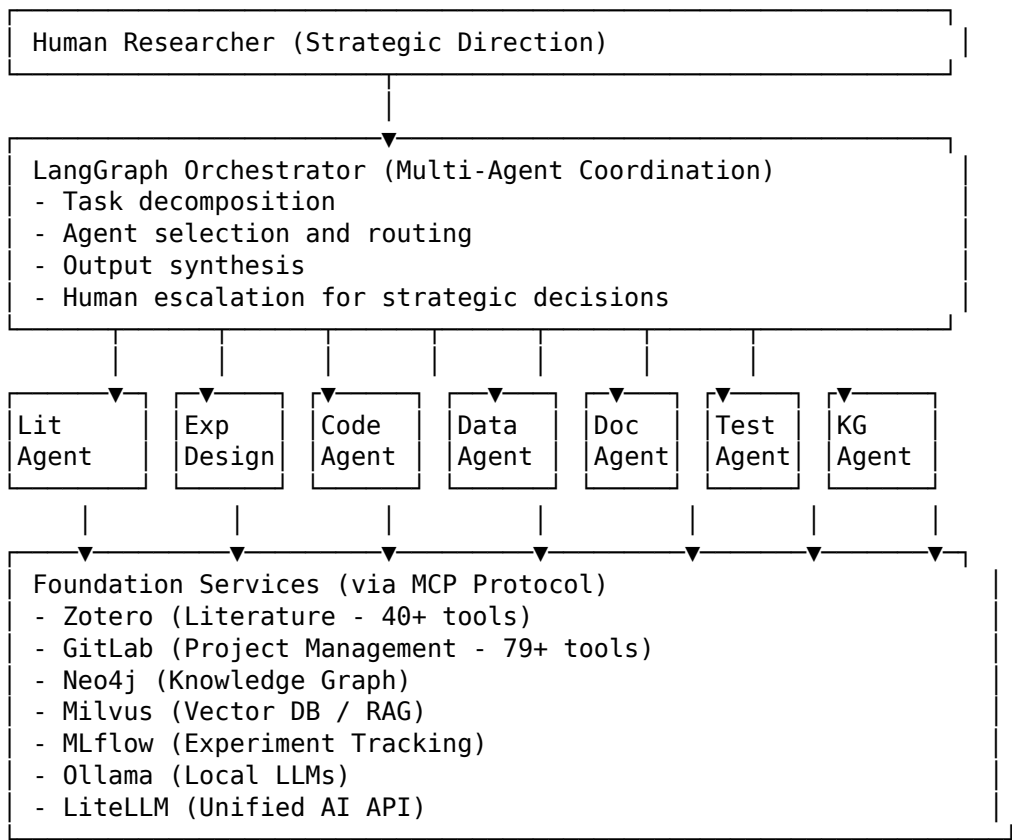 Human Researcher (Strategic Direction)
LangGraph Orchestrator (Multi-Agent Coordination)
- Task decomposition
- Agent selection and routing
- Output synthesis
- Human escalation for strategic decisions
Lit Exp Code Data Doc Test KG
Agent Design Agent Agent Agent Agent Agent
Foundation Services (via MCP Protocol)
- Zotero (Literature - 40+ tools)
- GitLab (Project Management - 79+ tools)
- Neo4j (Knowledge Graph)
- Milvus (Vector DB / RAG)
- MLflow (Experiment Tracking)
- Ollama (Local LLMs)
- LiteLLM (Unified AI API)